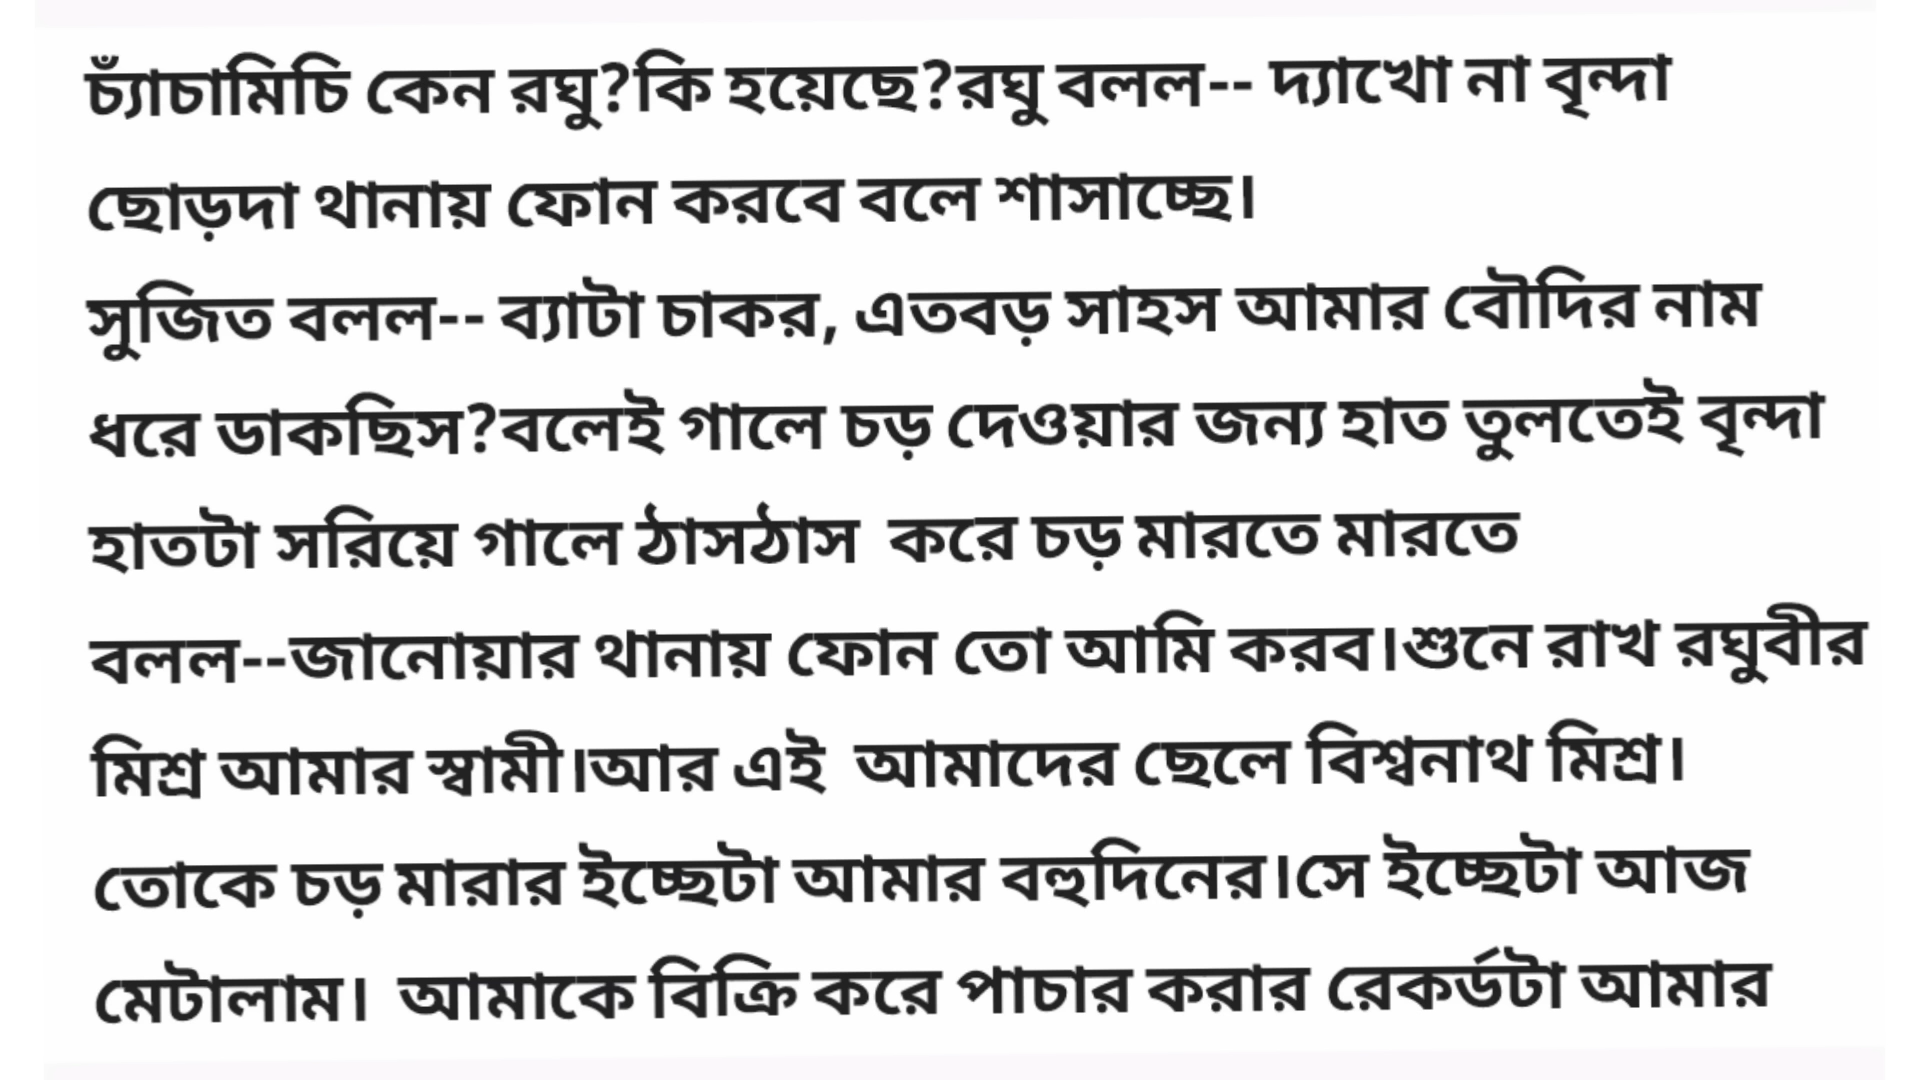 চ্যাঁচামিচি কেন রঘু?কি হয়েছে?রঘু বলল-- দ্যাখো না বৃন্দা
ছোড়দা থানায় ফোন করবে বলে শাসাচ্ছে।
সুজিত বলল-- ব্যাটা চাকর, এতবড় সাহস আমার বৌদির নাম
ধরে ডাকছিস?বলেই গালে চড় দেওয়ার জন্য হাত তুলতেই বৃন্দা
হাতটা সরিয়ে গালে ঠাসঠাস  করে চড় মারতে মারতে
বলল--জানোয়ার থানায় ফোন তো আমি করব।শুনে রাখ রঘুবীর
মিশ্র আমার স্বামী।আর এই  আমাদের ছেলে বিশ্বনাথ মিশ্র।
তোকে চড় মারার ইচ্ছেটা আমার বহুদিনের।সে ইচ্ছেটা আজ
মেটালাম।  আমাকে বিক্রি করে পাচার করার রেকর্ডটা আমার